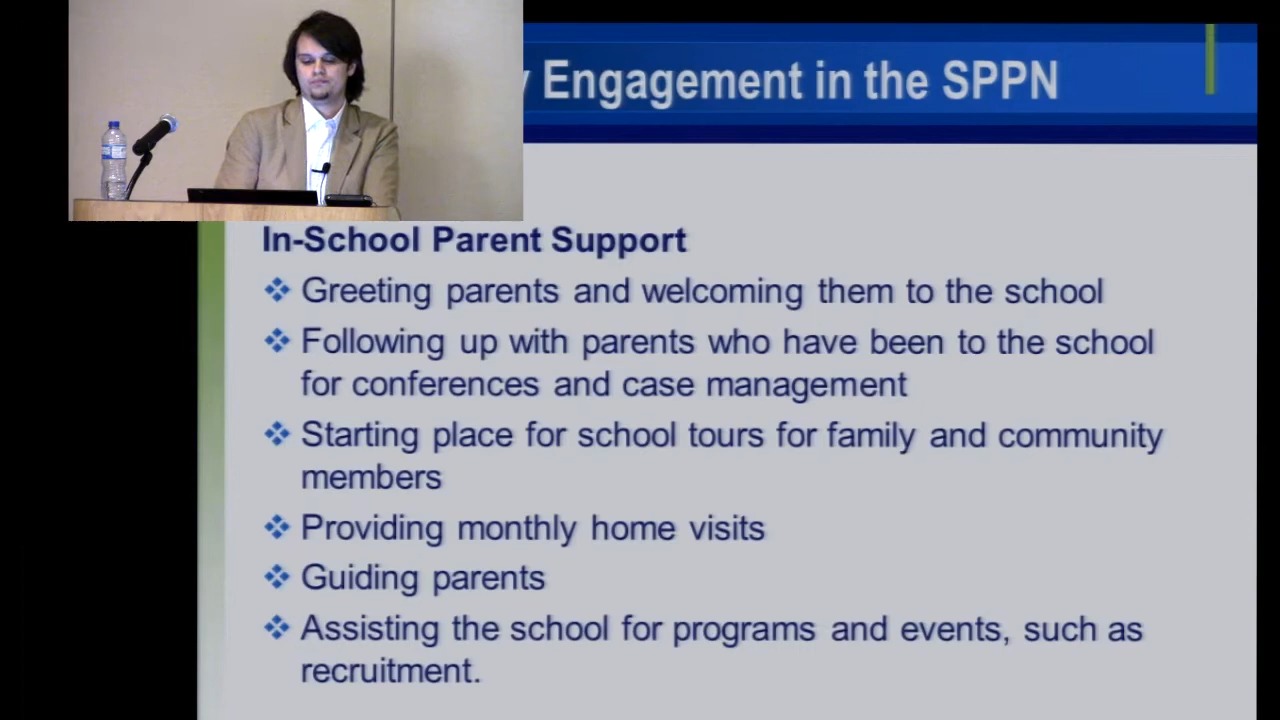 Engagement in the SPPN
In-School Parent Support
Greeting parents and welcoming them to the school
Following up with parents who have been to the school
for conferences and case management
Starting place for school tours for family and community
members
Providing monthly home visits
Guiding parents
Assisting the school for programs and events, such as
recruitment.